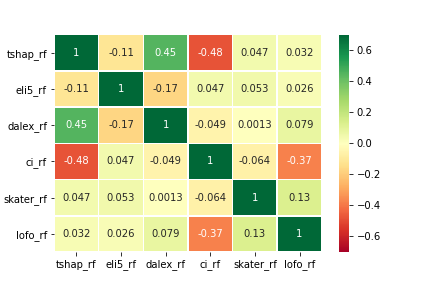 tshap_rf 1 -0.11 0.45 -0.48 0.047 0.032
eli5_rf -0.11 1 -0.17 0.047 0.053 0.026
dalex_rf 0.45 -0.17 1 -0.049 0.0013 0.079
ci_rf -0.48 0.047 -0.049 1 -0.064 -0.37
skater_rf 0.047 0.053 0.0013 -0.064 1 0.13
lofo_rf 0.032 0.026 0.079 -0.37 0.13 1
tshap_rf eli5_rf dalex_rf ci_rf skater_rf lofo_rf
0.6
0.4
0.2
0.0
−0.2
−0.4
−0.6